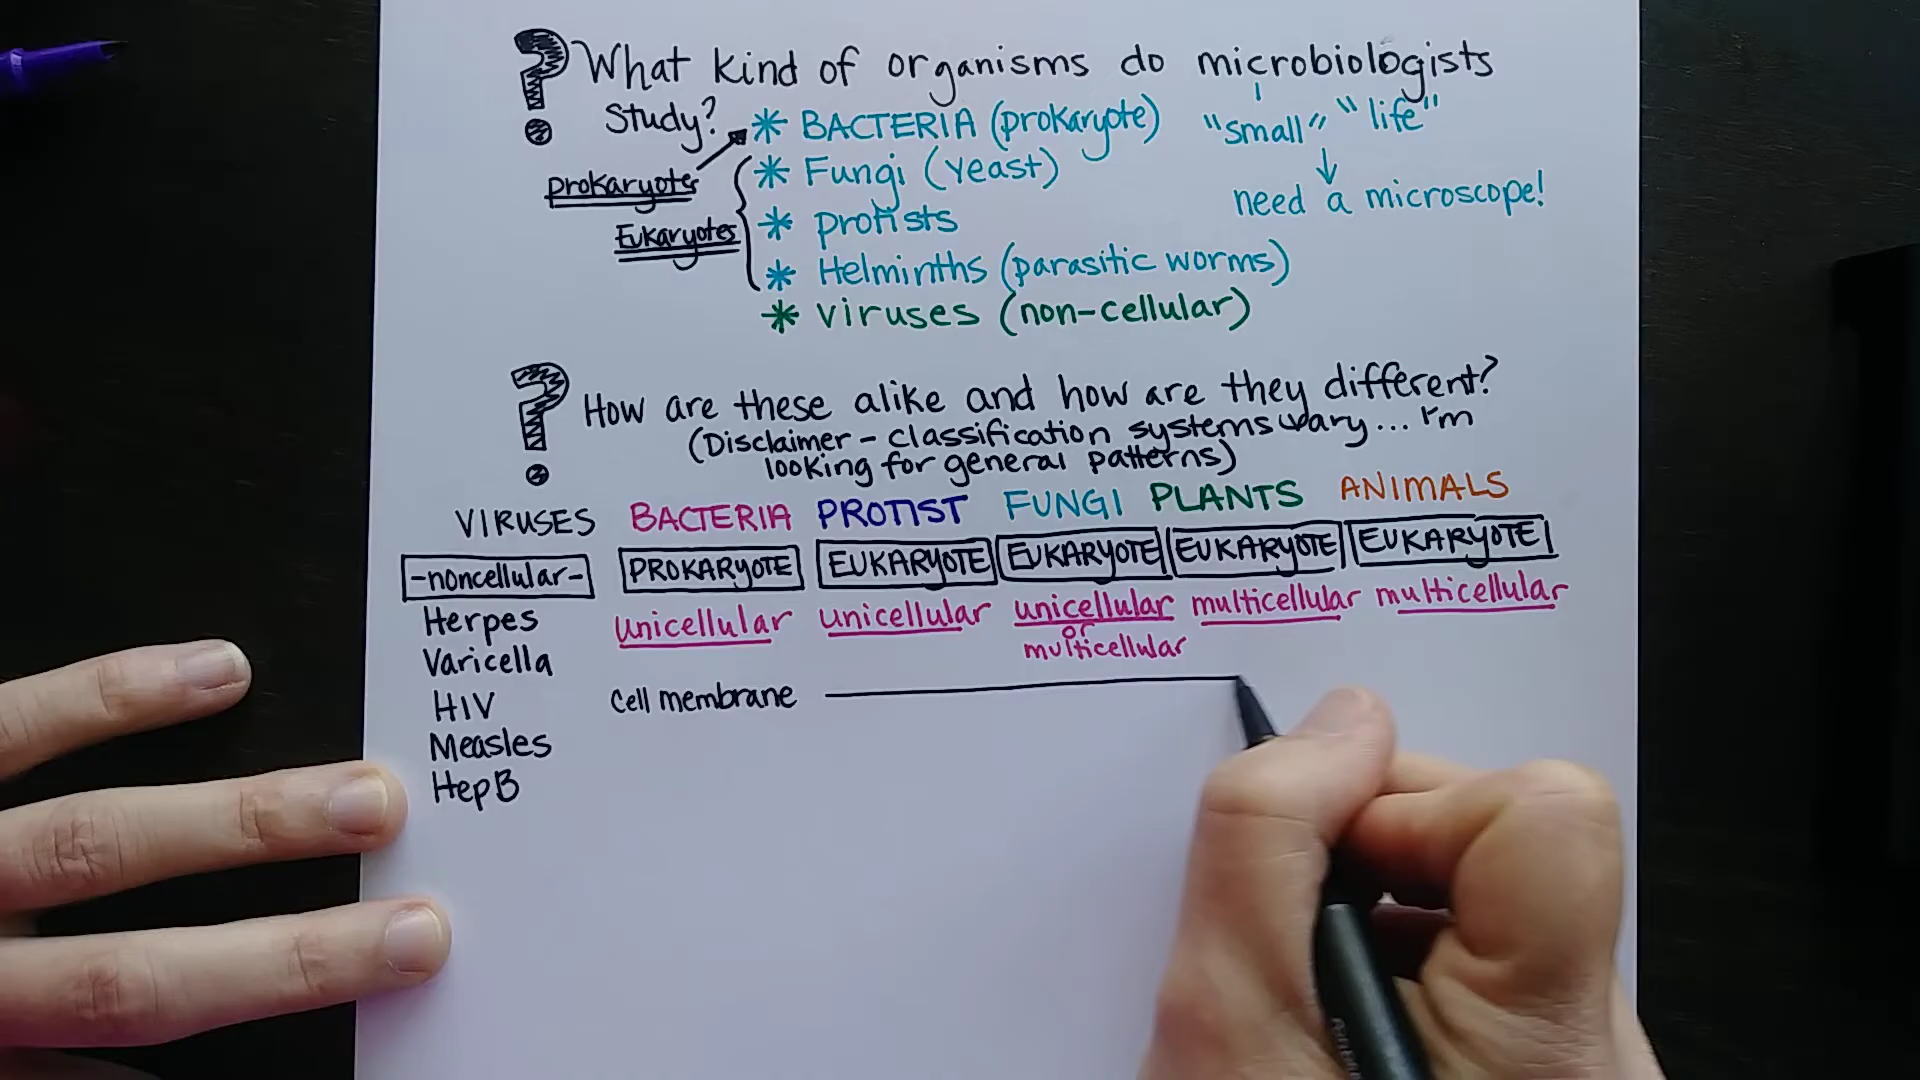 ? What kind of organisms do microbiologists
study? * BACTERIA (prokaryote) "small" "life"
prokaryotes * Fungi (yeast) need a microscope!
Eukaryotes * protists
* Helminths (parasitic worms)
* viruses (non-cellular)
? How are these alike and how are they different?
(Disclaimer - classification systems vary... I'm
looking for general patterns)
VIRUSES BACTERIA PROTIST FUNGI PLANTS ANIMALS
-noncellular- PROKARYOTE EUKARYOTE EUKARYOTE EUKARYOTE EUKARYOTE
Herpes unicellular unicellular unicellular multicellular multicellular
or
Varicella multicellular
HIV Cell membrane
Measles
HepB